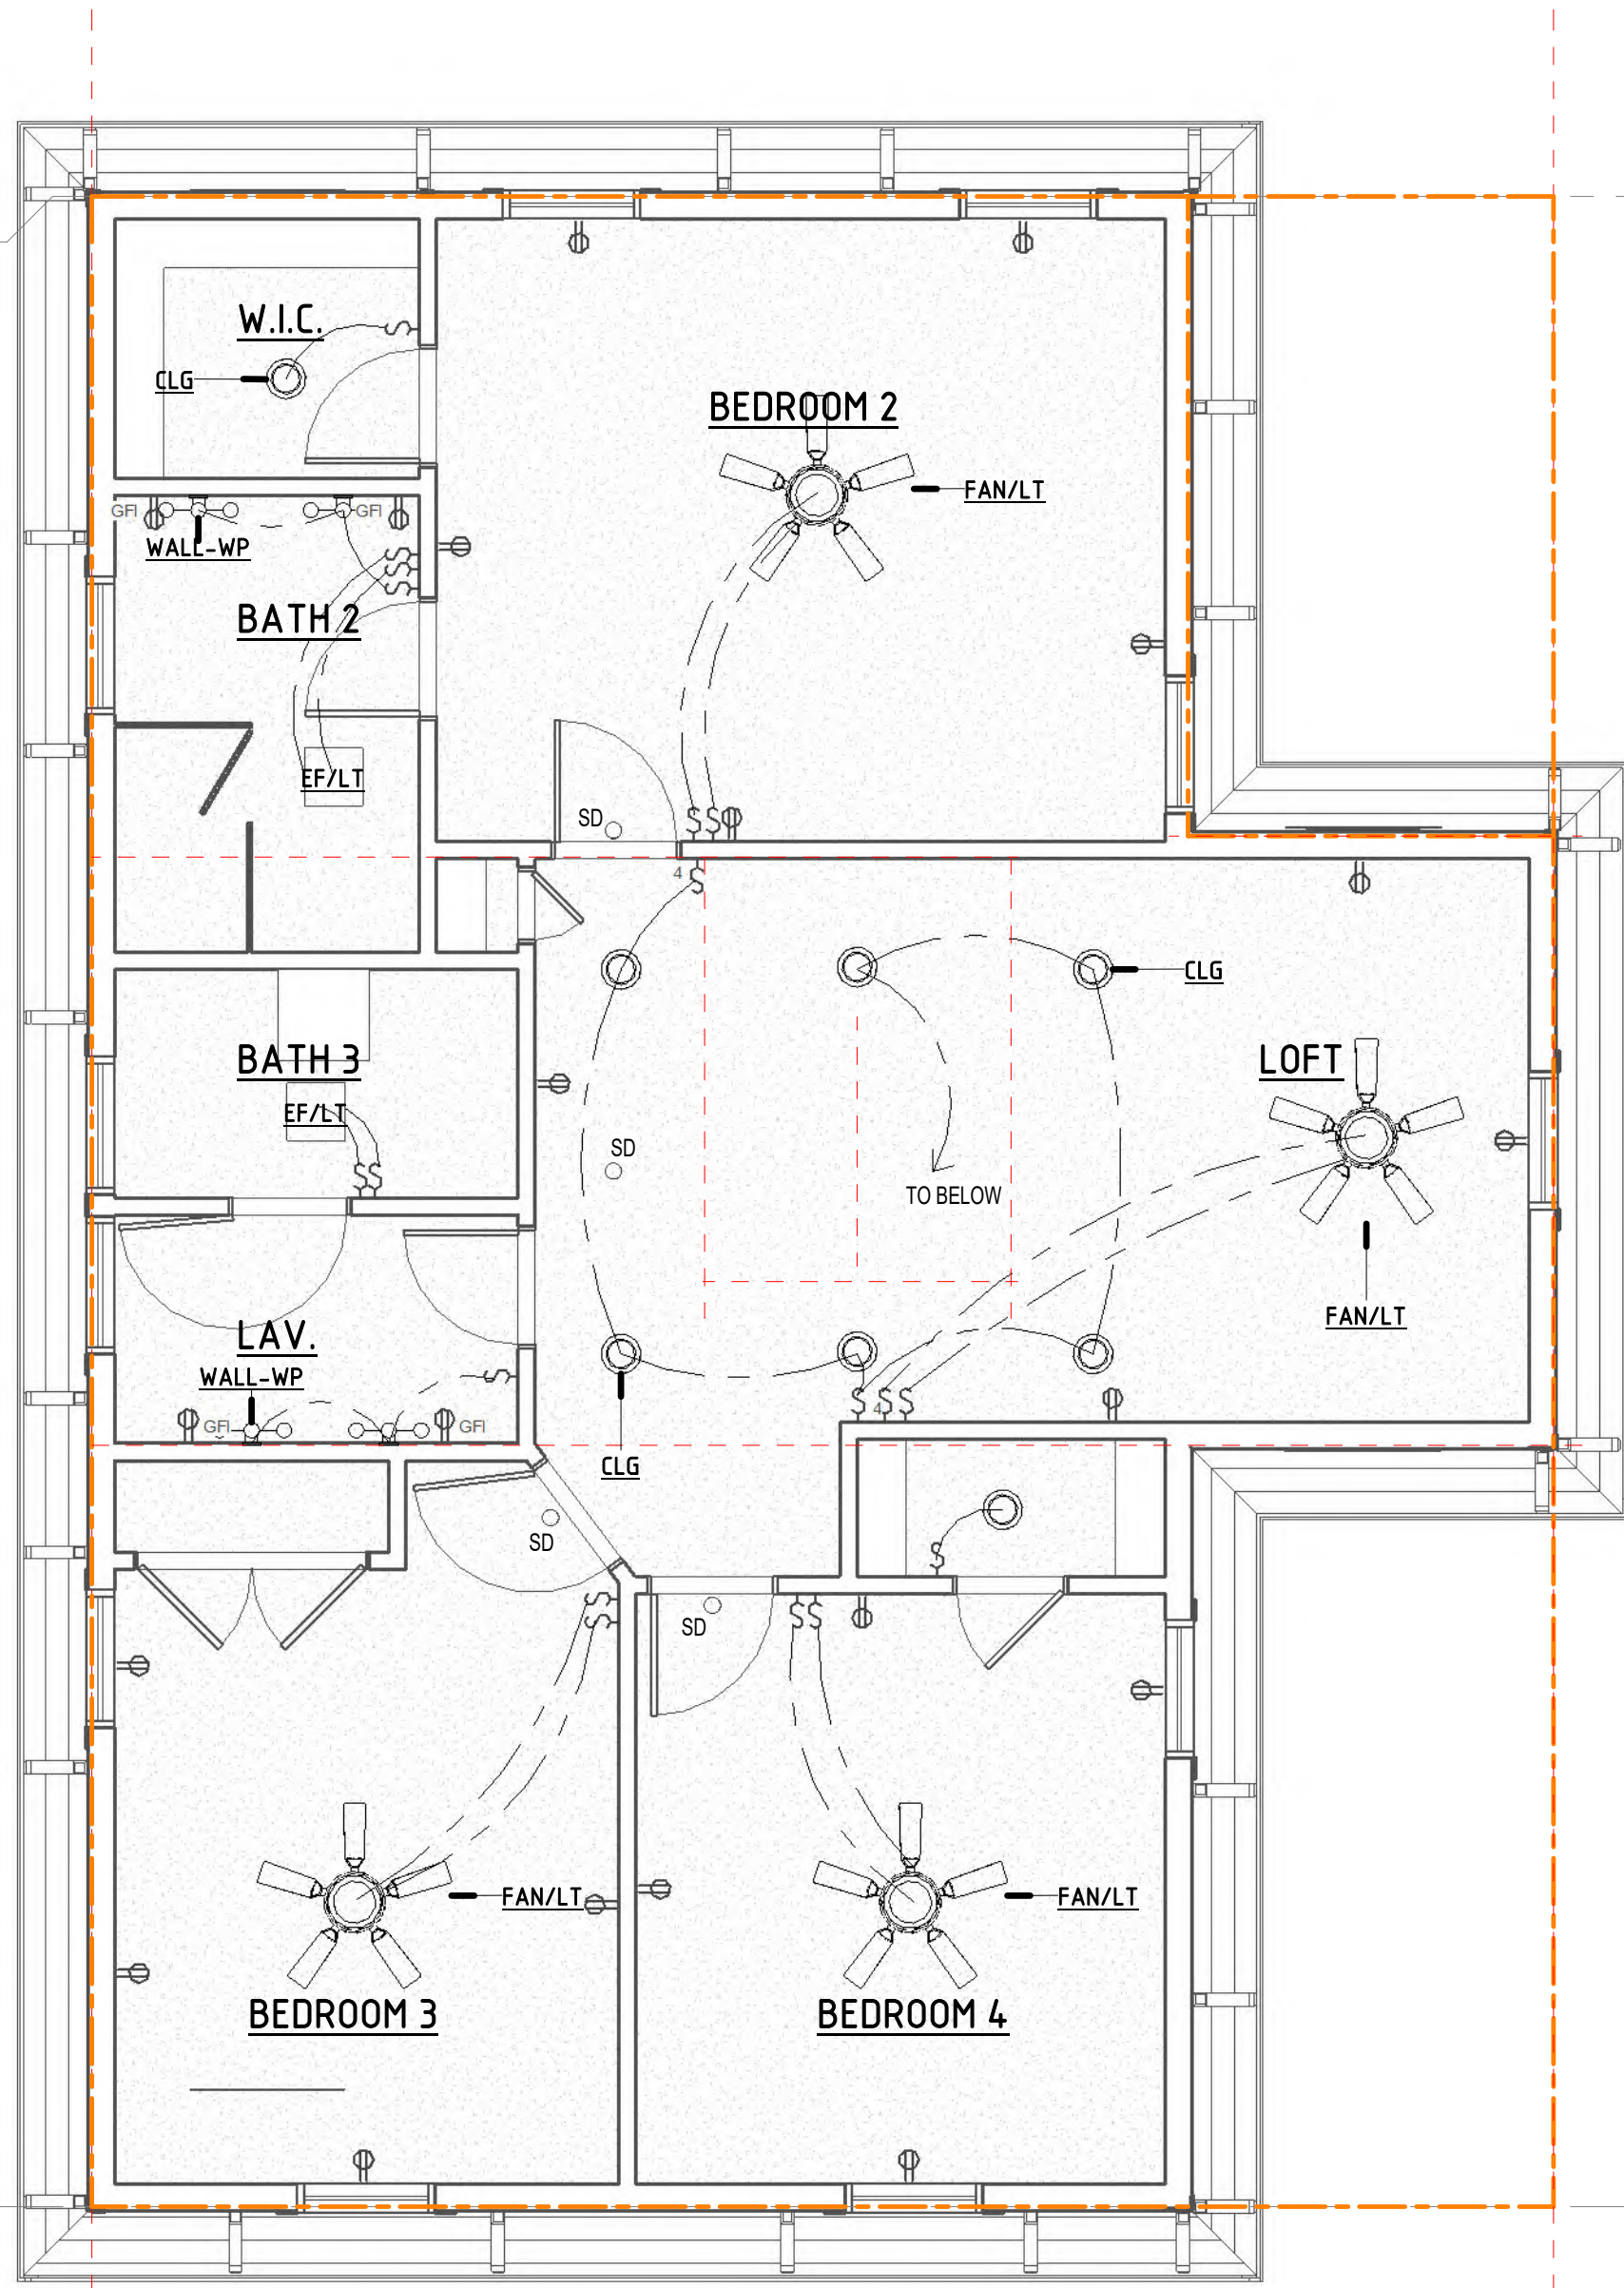 W.I.C.
CLG
BEDROOM 2
FAN/LT
GFI
GFI
WALL-WP
BATH 2
EF/LT
SD
4
CLG
BATH 3
LOFT
EF/LT
SD
TO BELOW
FAN/LT
LAV.
WALL-WP
4
GFI
GFI
CLG
SD
SD
FAN/LT
FAN/LT
BEDROOM 3
BEDROOM 4